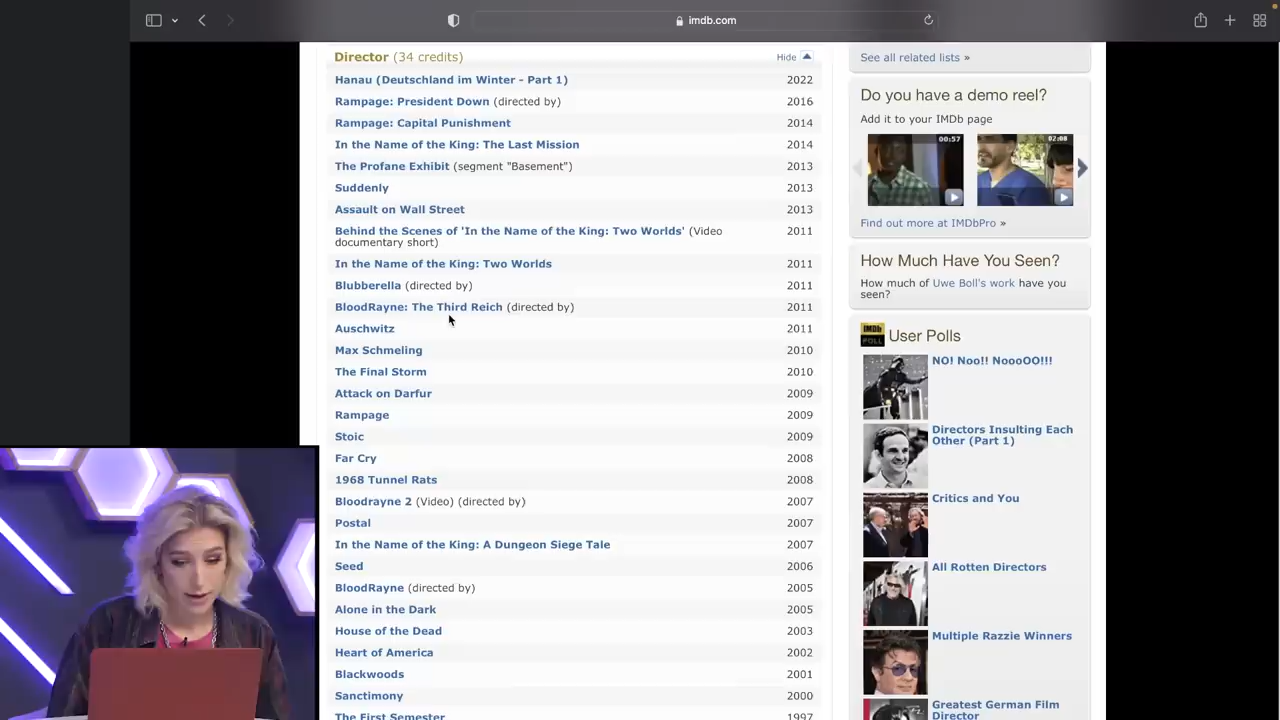 imdb.com
Director (34 credits)
Hide
Hanau (Deutschland im Winter - Part 1) 2022
Rampage: President Down (directed by) 2016
Rampage: Capital Punishment 2014
In the Name of the King: The Last Mission 2014
The Profane Exhibit (segment "Basement") 2013
Suddenly 2013
Assault on Wall Street 2013
Behind the Scenes of 'In the Name of the King: Two Worlds' (Video 2011
documentary short)
In the Name of the King: Two Worlds 2011
Blubberella (directed by) 2011
BloodRayne: The Third Reich (directed by) 2011
Auschwitz 2011
Max Schmeling 2010
The Final Storm 2010
Attack on Darfur 2009
Rampage 2009
Stoic 2009
Far Cry 2008
1968 Tunnel Rats 2008
Bloodrayne 2 (Video) (directed by) 2007
Postal 2007
In the Name of the King: A Dungeon Siege Tale 2007
Seed 2006
BloodRayne (directed by) 2005
Alone in the Dark 2005
House of the Dead 2003
Heart of America 2002
Blackwoods 2001
Sanctimony 2000
The First Semester 1997
See all related lists »
Do you have a demo reel?
Add it to your IMDb page
00:57
02:08
Find out more at IMDbPro »
How Much Have You Seen?
How much of Uwe Boll's work have you
seen?
IMDb
POLL
User Polls
NO! Noo!! NoooOO!!!
Directors Insulting Each
Other (Part 1)
Critics and You
All Rotten Directors
Multiple Razzie Winners
Greatest German Film
Director